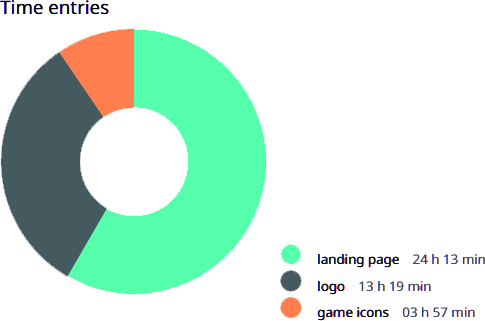 Time entries
landing page 24 h 13 min
logo 13 h 19 min
game icons 03 h 57 min